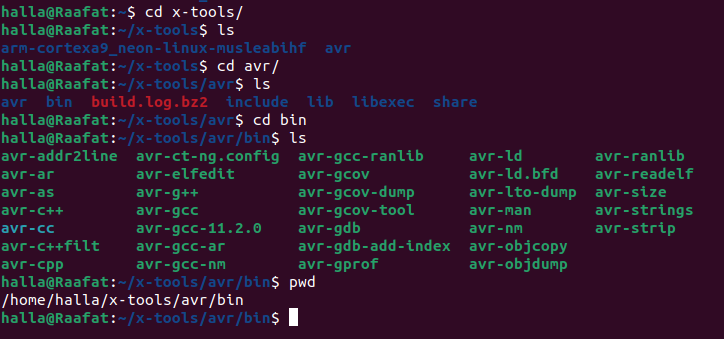 halla@Raafat:~$ cd x-tools/
halla@Raafat:~/x-tools$ ls
arm-cortexa9_neon-linux-musleabihf  avr
halla@Raafat:~/x-tools$ cd avr/
halla@Raafat:~/x-tools/avr$ ls
avr  bin  build.log.bz2  include  lib  libexec  share
halla@Raafat:~/x-tools/avr$ cd bin
halla@Raafat:~/x-tools/avr/bin$ ls
avr-addr2line  avr-ct-ng.config  avr-gcc-ranlib  avr-ld  avr-ranlib
avr-ar  avr-elfedit  avr-gcov  avr-ld.bfd  avr-readelf
avr-as  avr-g++  avr-gcov-dump  avr-lto-dump  avr-size
avr-c++  avr-gcc  avr-gcov-tool  avr-man  avr-strings
avr-cc  avr-gcc-11.2.0  avr-gdb  avr-nm  avr-strip
avr-c++filt  avr-gcc-ar  avr-gdb-add-index  avr-objcopy
avr-cpp  avr-gcc-nm  avr-gprof  avr-objdump
halla@Raafat:~/x-tools/avr/bin$ pwd
/home/halla/x-tools/avr/bin
halla@Raafat:~/x-tools/avr/bin$